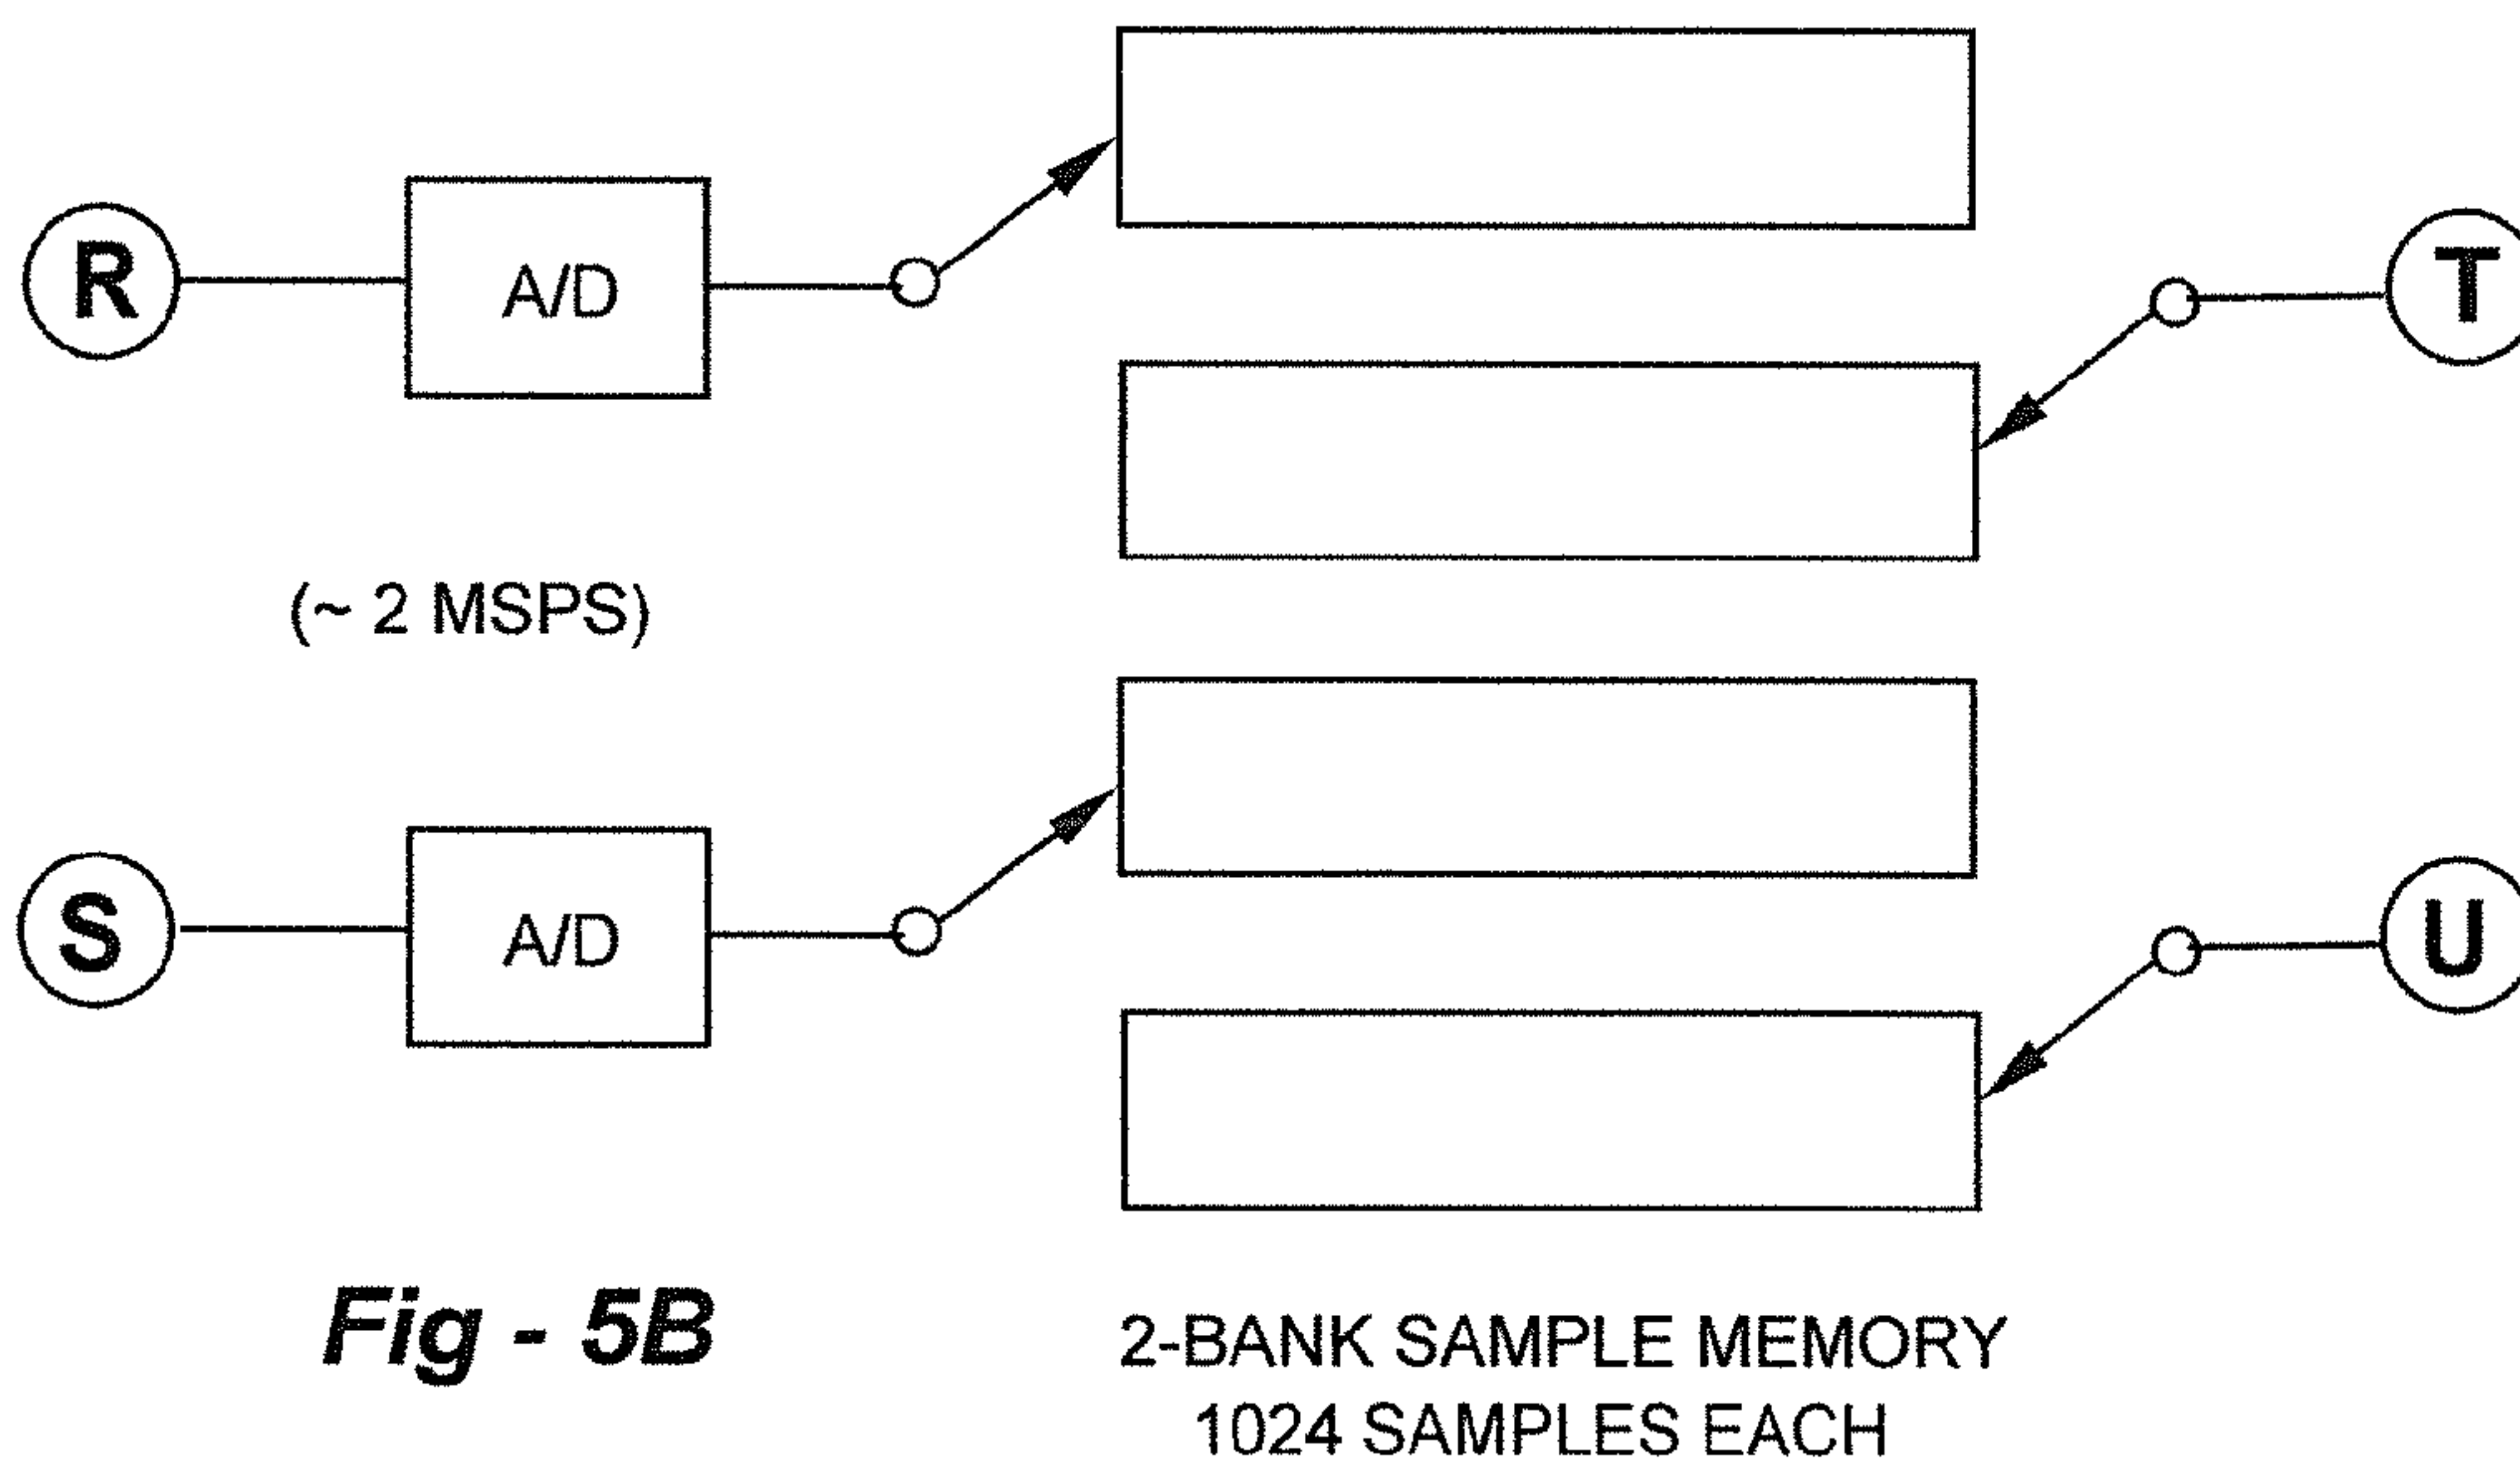 R
A/D
T
(~ 2 MSPS)
S
A/D
U
Fig - 5B
2-BANK SAMPLE MEMORY
1024 SAMPLES EACH